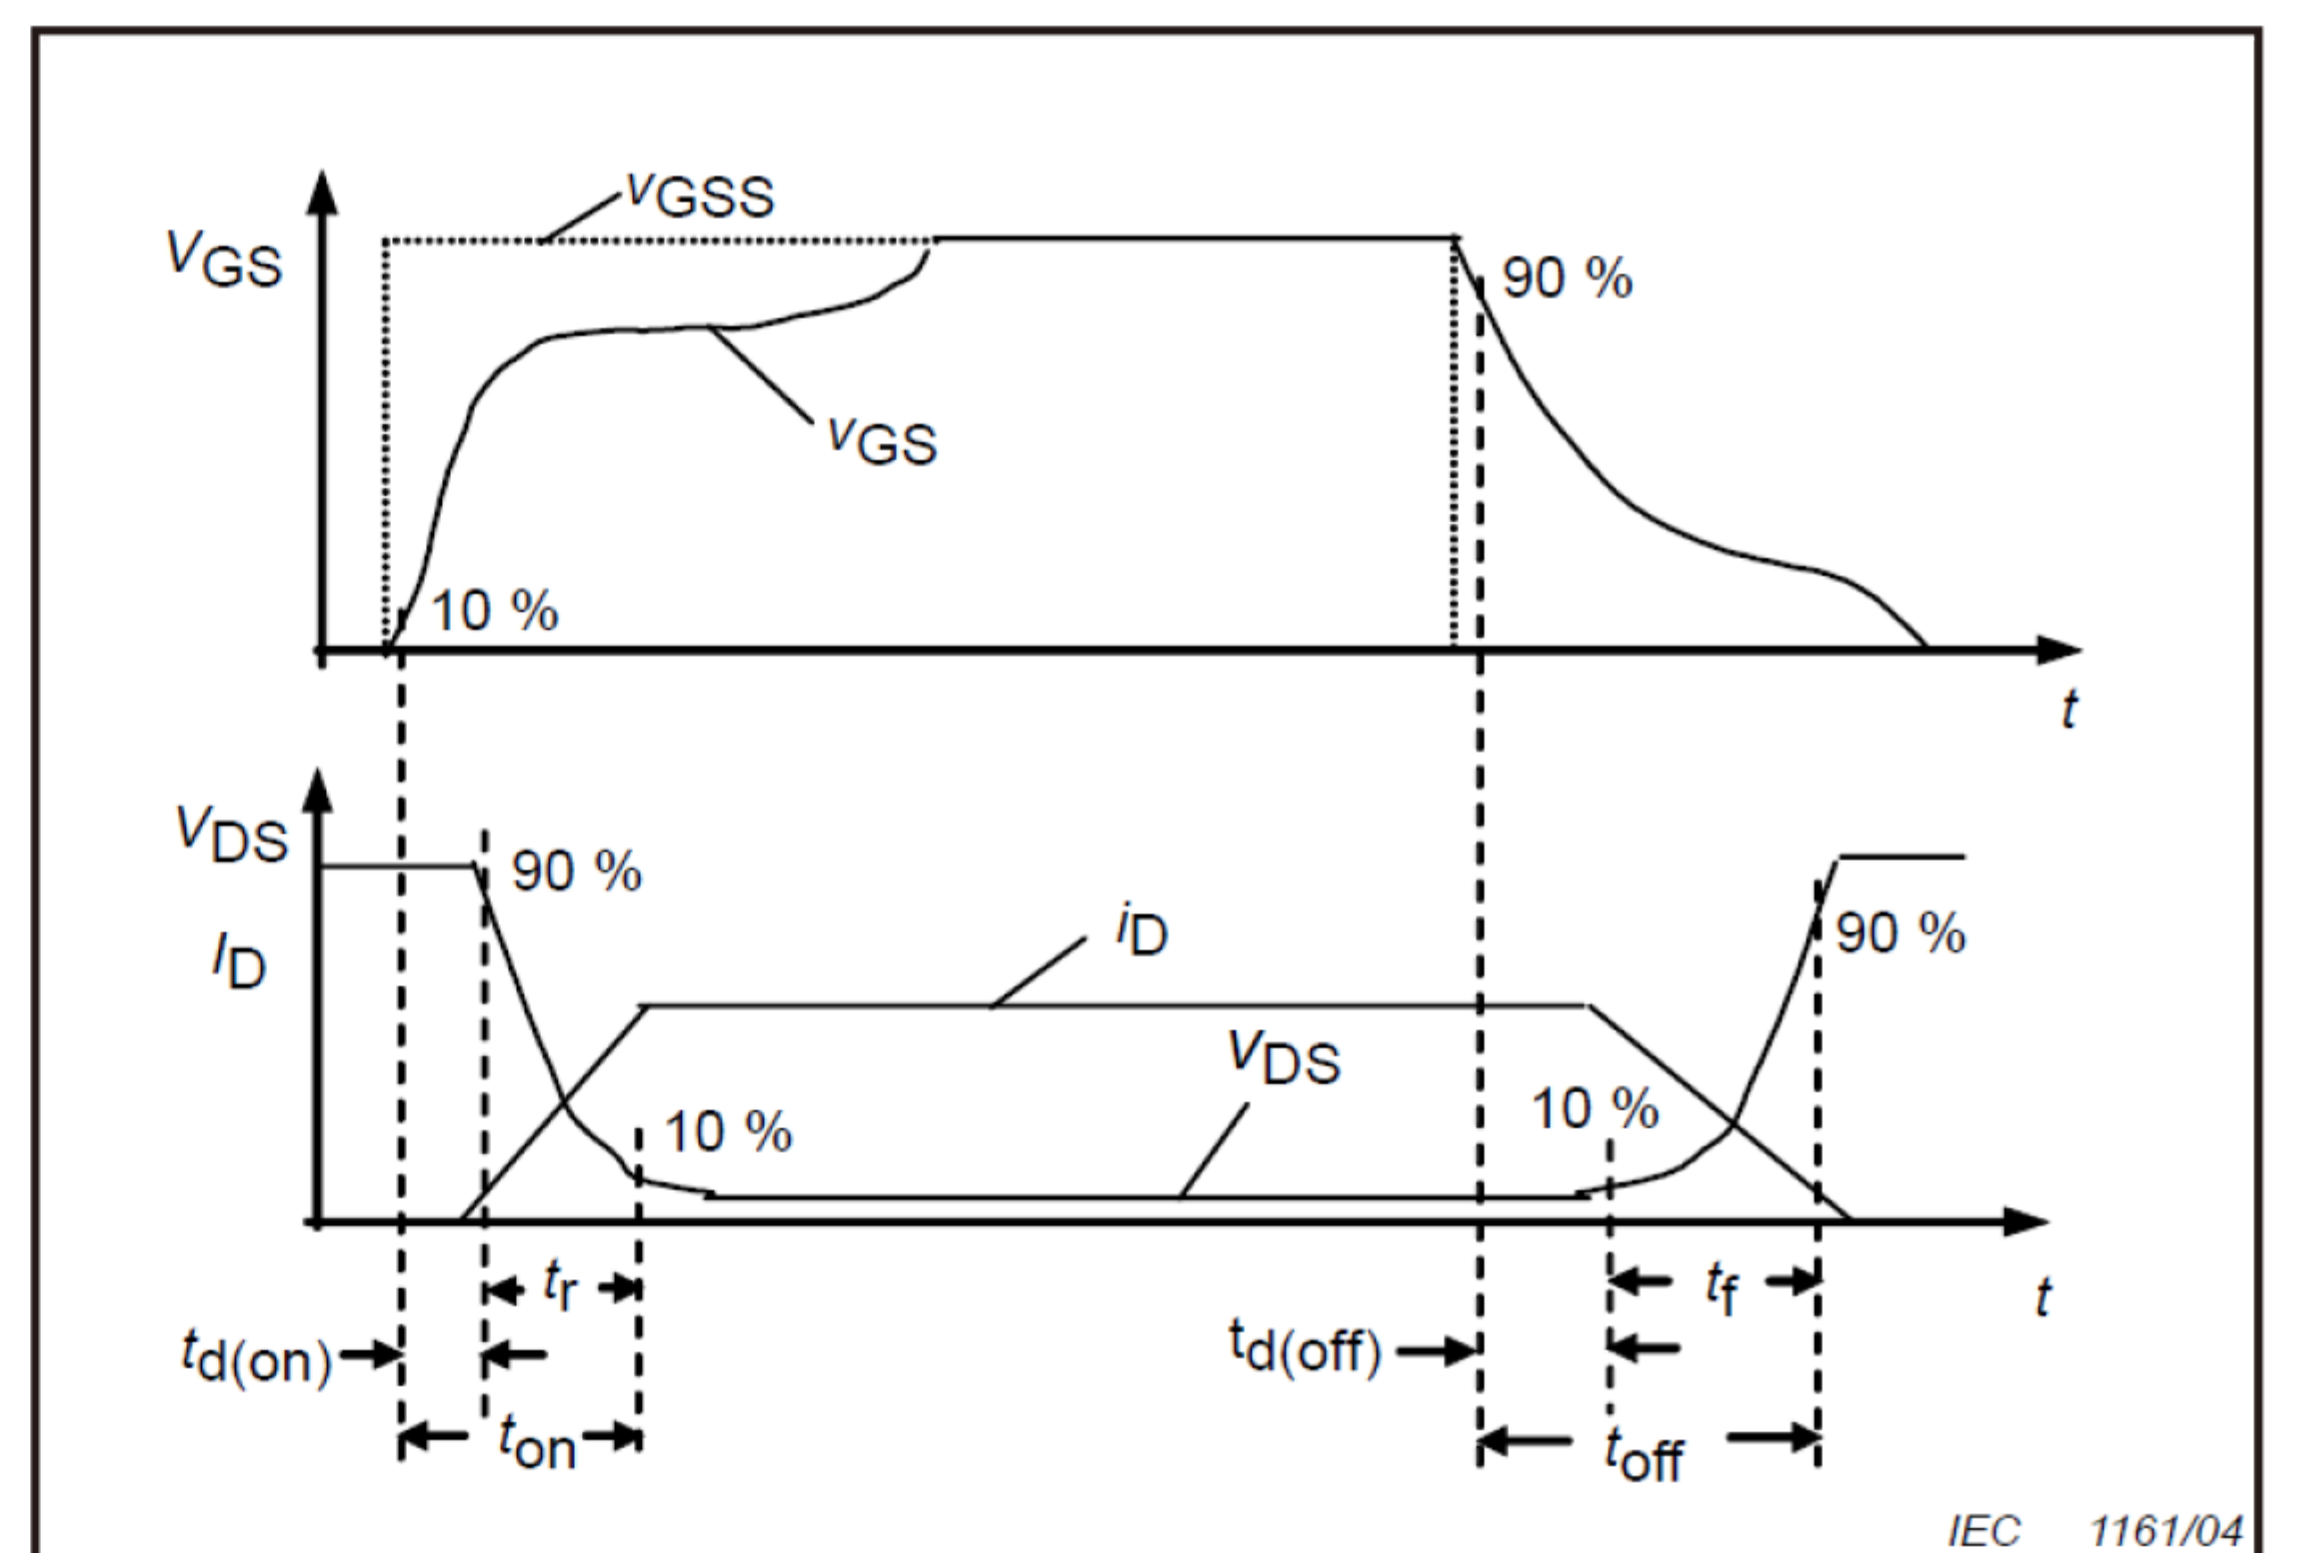 vGSS
VGS
90 %
vGS
10 %
t
VDS
90 %
iD
90 %
ID
VDS
10 %
10 %
tr
tf
t
td(on)
td(off)
ton
toff
IEC 1161/04